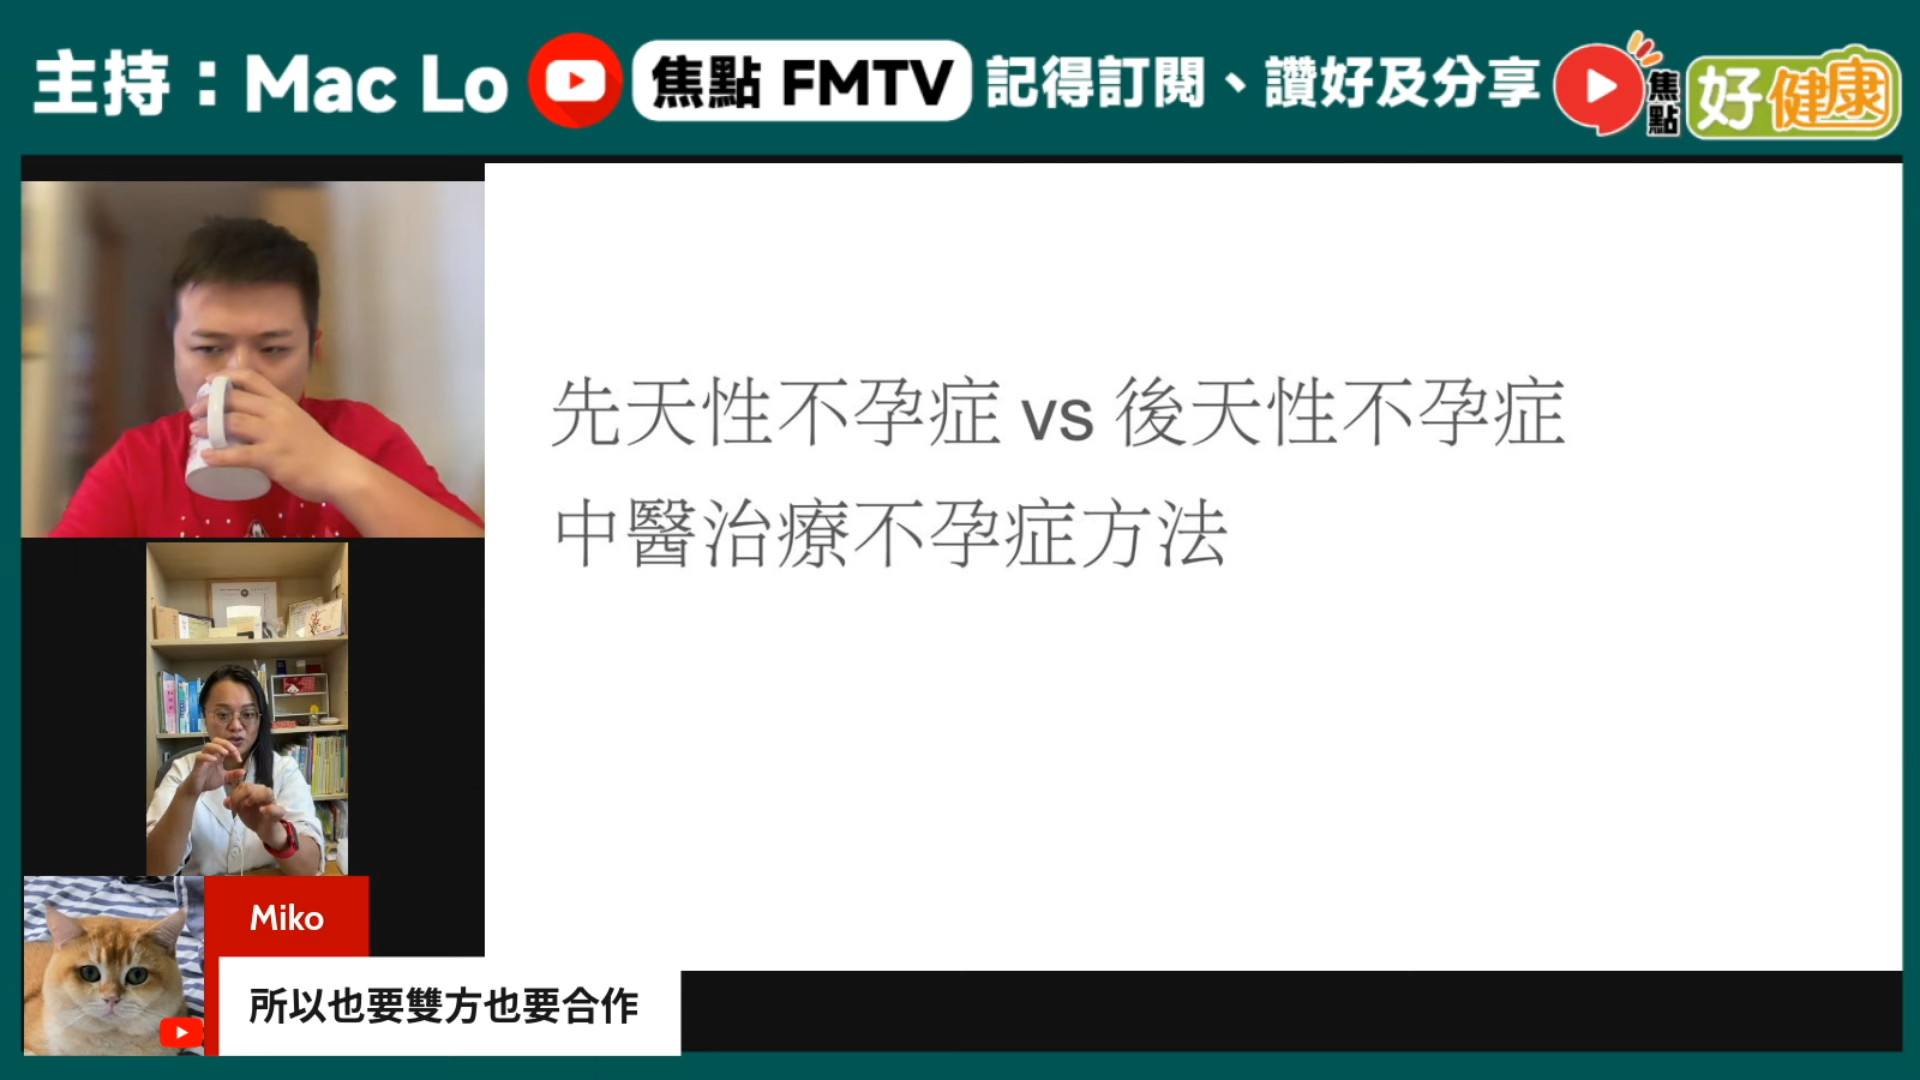 主持：Mac Lo 焦點 FMTV 記得訂閱、讚好及分享 焦點 好健康
先天性不孕症 vs 後天性不孕症
中醫治療不孕症方法
Miko
所以也要雙方也要合作